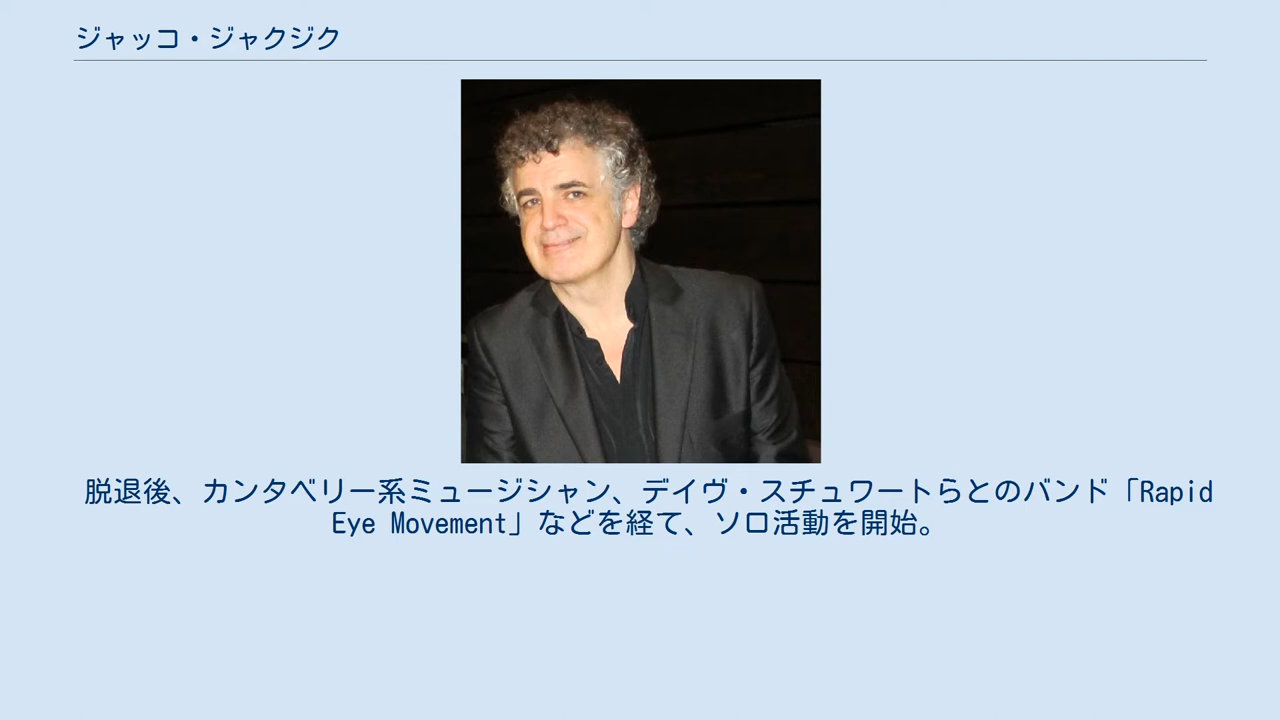 ジャッコ・ジャクジク
脱退後、カンタベリー系ミュージシャン、デイヴ・スチュワートらとのバンド「Rapid
Eye Movement」などを経て、ソロ活動を開始。